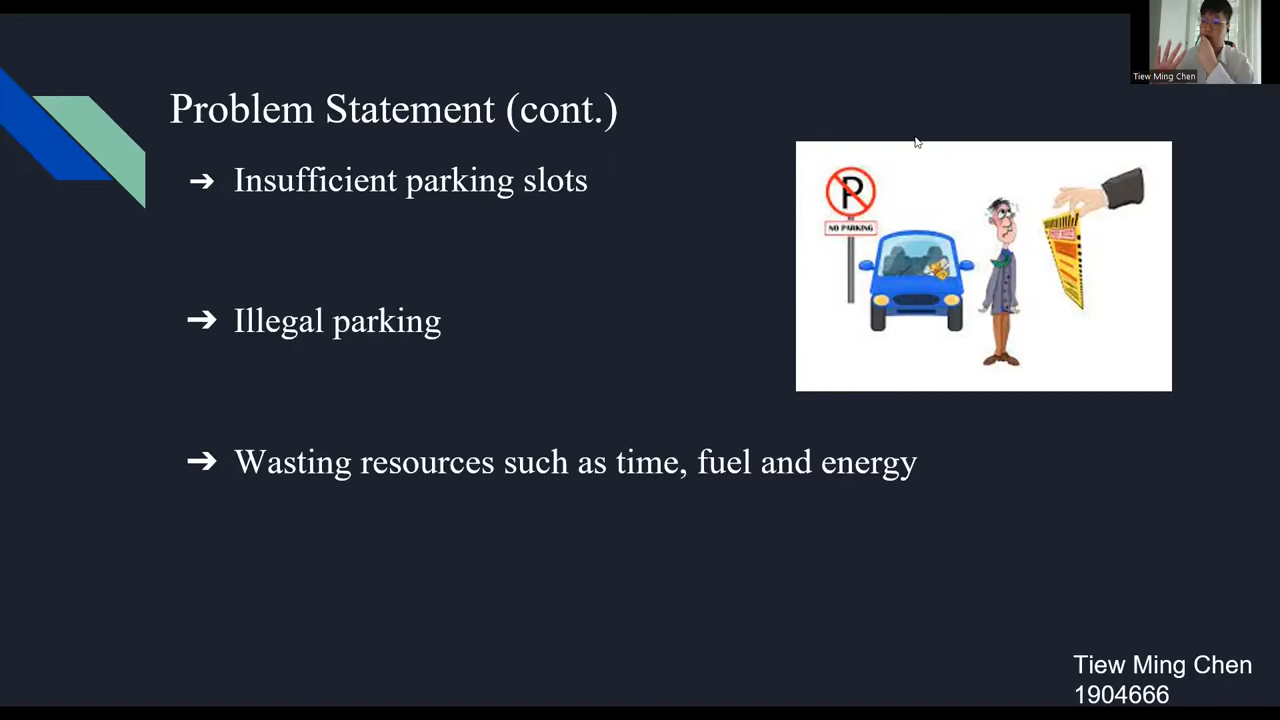 Tiew Ming Chen
Problem Statement (cont.)
➔ Insufficient parking slots
➔ Illegal parking
➔ Wasting resources such as time, fuel and energy
P
NO PARKING
Tiew Ming Chen
1904666